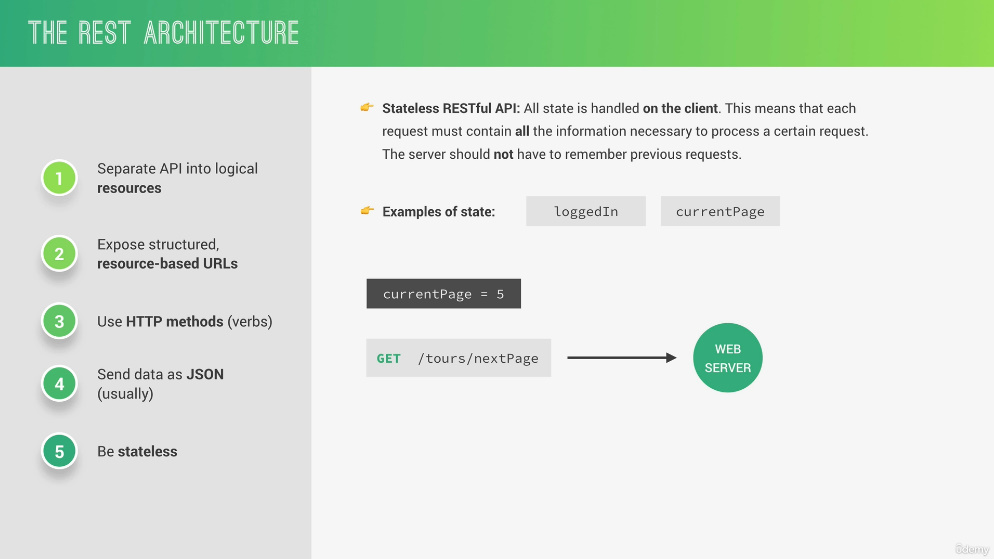 THE REST ARCHITECTURE
1
Separate API into logical
resources
2
Expose structured,
resource-based URLs
3
Use HTTP methods (verbs)
4
Send data as JSON
(usually)
5
Be stateless
Stateless RESTful API: All state is handled on the client. This means that each
request must contain all the information necessary to process a certain request.
The server should not have to remember previous requests.
Examples of state: loggedIn currentPage
currentPage = 5
GET /tours/nextPage
WEB
SERVER
ûdemy